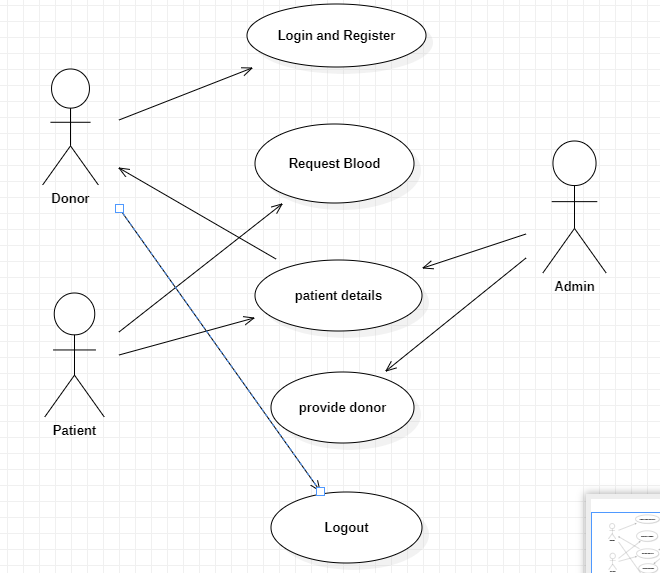 Login and Register
Donor
Request Blood
Admin
patient details
Patient
provide donor
Logout